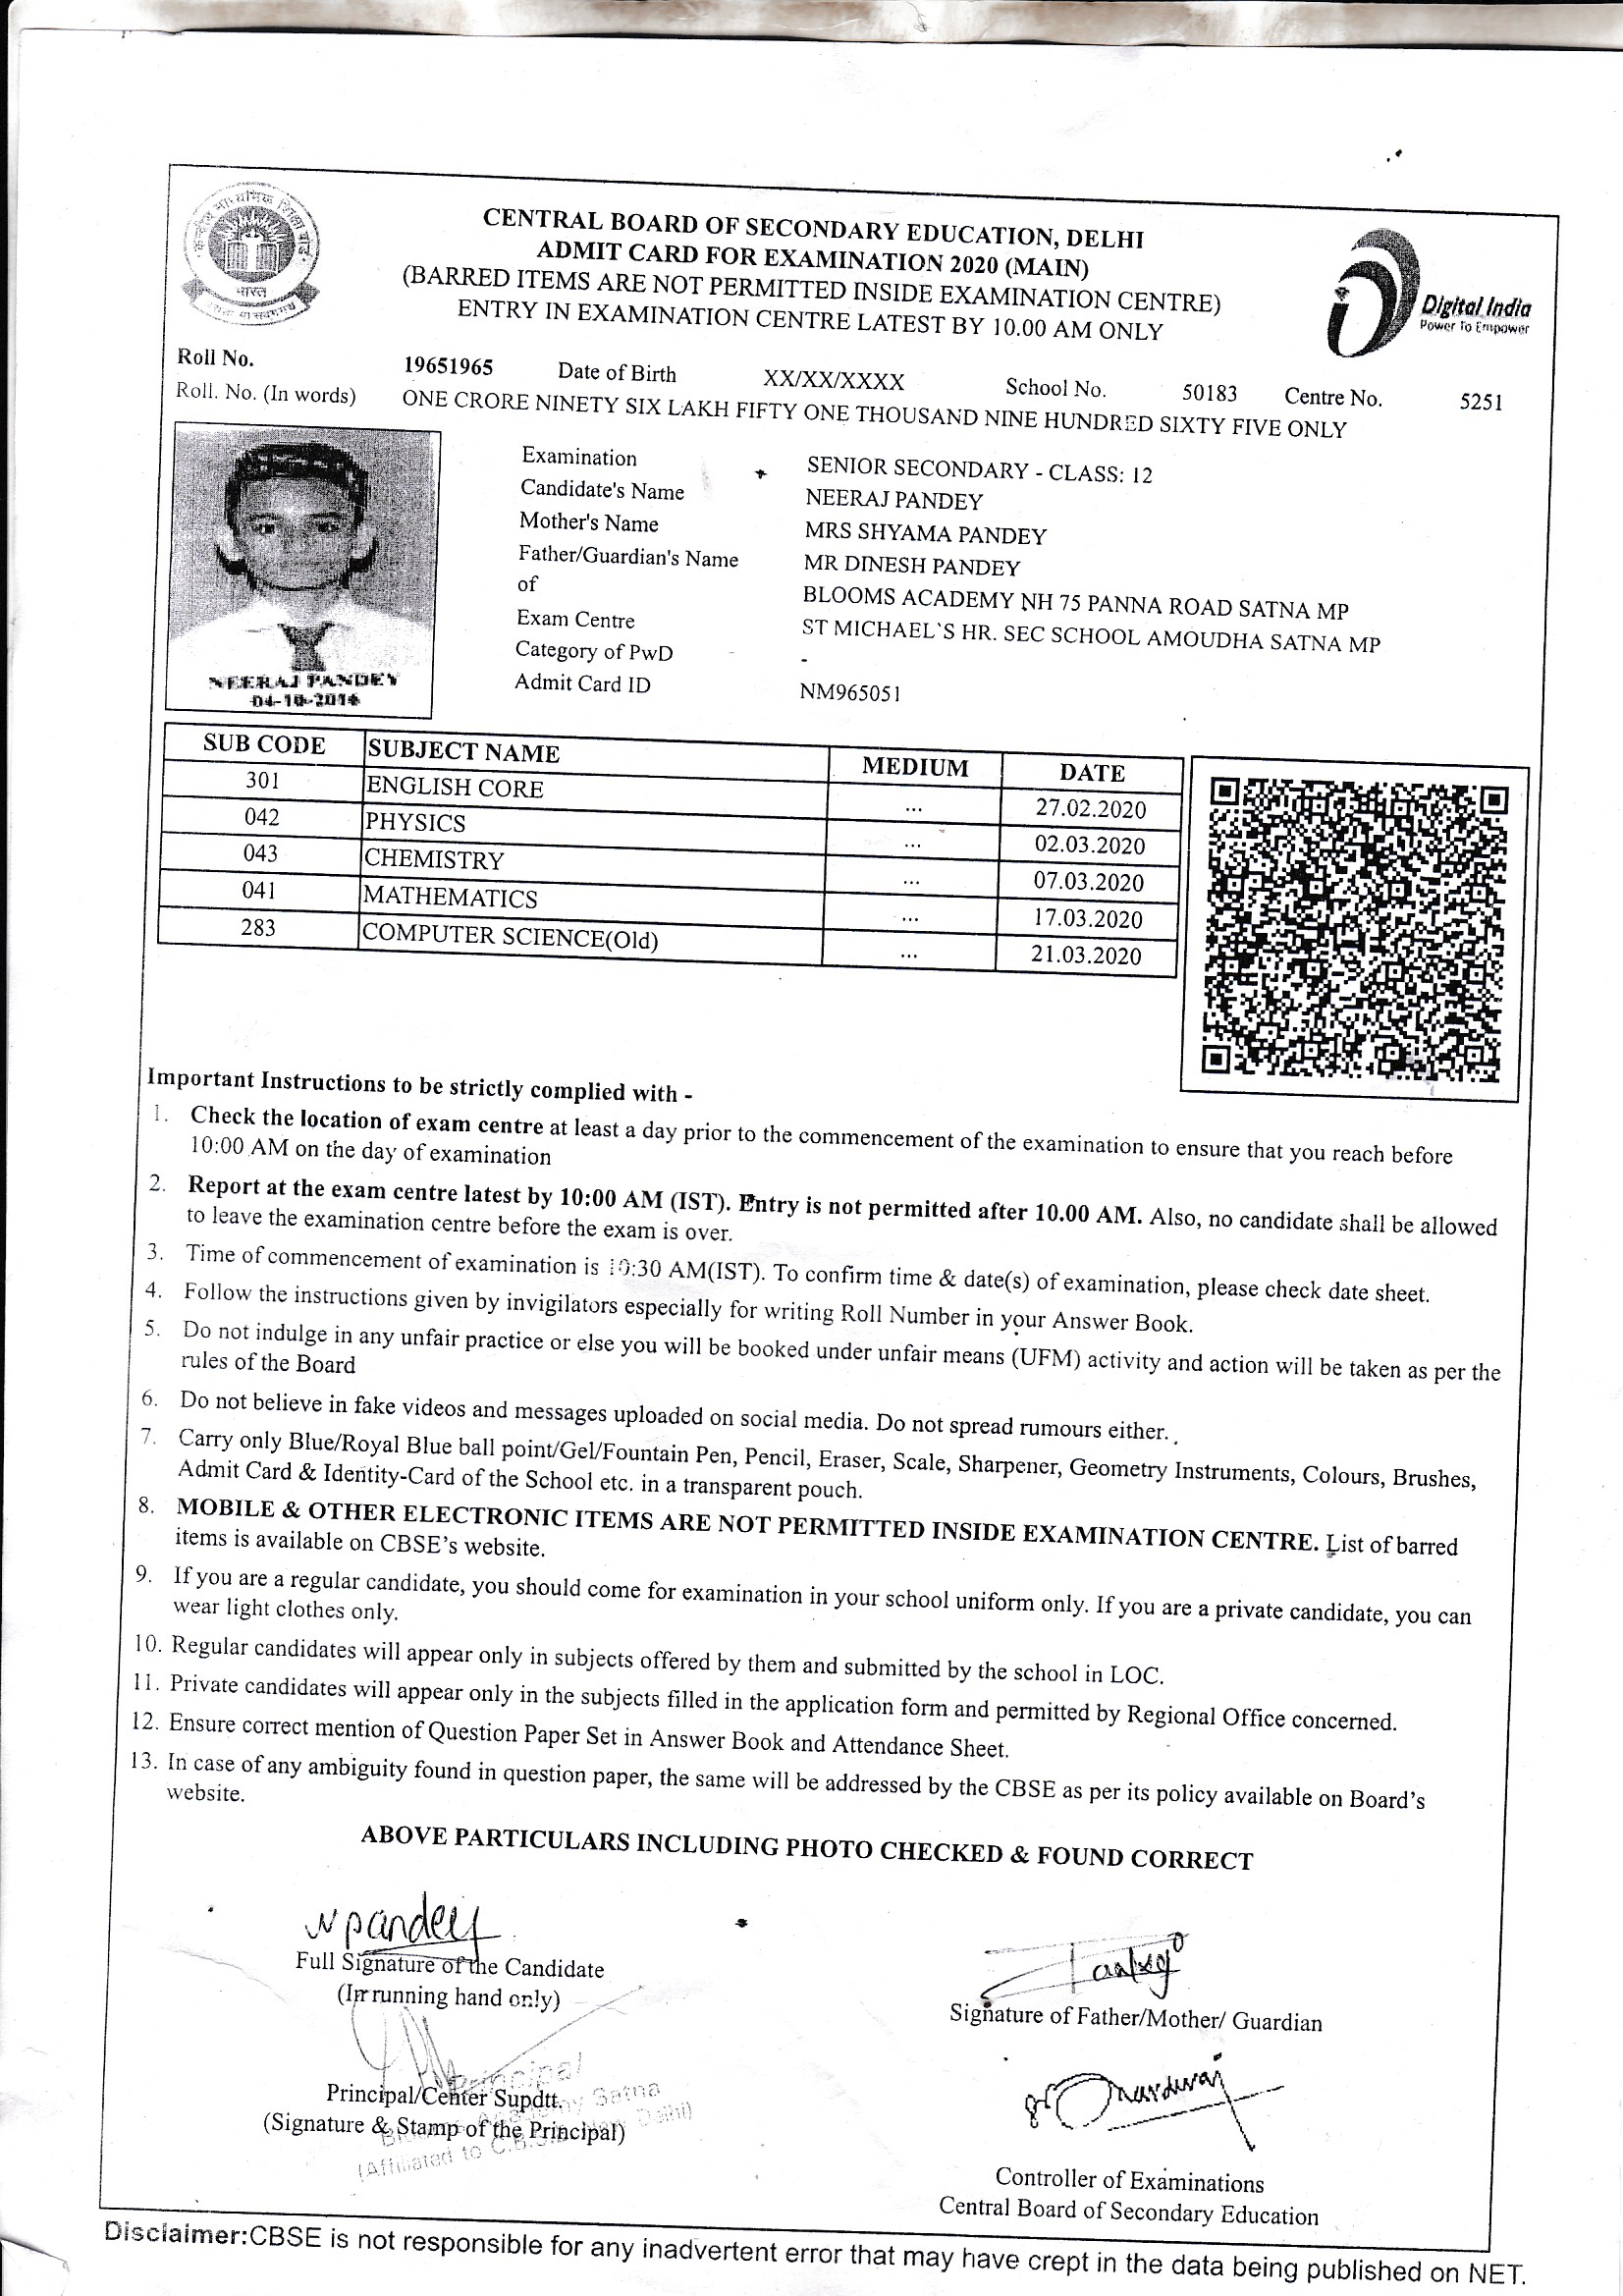 CENTRAL BOARD OF SECONDARY EDUCATION, DELHI
ADMIT CARD FOR EXAMINATION 2020 (MAIN)
(BARRED ITEMS ARE NOT PERMITTED INSIDE EXAMINATION CENTRE)
ENTRY IN EXAMINATION CENTRE LATEST BY 10.00 AM ONLY
भारत
Digital India
Power To Empower
Roll No. 19651965 Date of Birth XX/XX/XXXX School No. 50183 Centre No. 5251
Roll. No. (In words) ONE CRORE NINETY SIX LAKH FIFTY ONE THOUSAND NINE HUNDRED SIXTY FIVE ONLY
Examination SENIOR SECONDARY - CLASS: 12
Candidate's Name NEERAJ PANDEY
Mother's Name MRS SHYAMA PANDEY
Father/Guardian's Name MR DINESH PANDEY
of BLOOMS ACADEMY NH 75 PANNA ROAD SATNA MP
Exam Centre ST MICHAEL`S HR. SEC SCHOOL AMOUDHA SATNA MP
Category of PwD -
Admit Card ID NM965051
NEERAJ PANDEY
04-10-2016
SUB CODE SUBJECT NAME MEDIUM DATE
301 ENGLISH CORE ... 27.02.2020
042 PHYSICS ... 02.03.2020
043 CHEMISTRY ... 07.03.2020
041 MATHEMATICS ... 17.03.2020
283 COMPUTER SCIENCE(Old) ... 21.03.2020
Important Instructions to be strictly complied with -
1. Check the location of exam centre at least a day prior to the commencement of the examination to ensure that you reach before
10:00 AM on the day of examination
2. Report at the exam centre latest by 10:00 AM (IST). Entry is not permitted after 10.00 AM. Also, no candidate shall be allowed
to leave the examination centre before the exam is over.
3. Time of commencement of examination is 10:30 AM(IST). To confirm time & date(s) of examination, please check date sheet.
4. Follow the instructions given by invigilators especially for writing Roll Number in your Answer Book.
5. Do not indulge in any unfair practice or else you will be booked under unfair means (UFM) activity and action will be taken as per the
rules of the Board
6. Do not believe in fake videos and messages uploaded on social media. Do not spread rumours either.
7. Carry only Blue/Royal Blue ball point/Gel/Fountain Pen, Pencil, Eraser, Scale, Sharpener, Geometry Instruments, Colours, Brushes,
Admit Card & Identity-Card of the School etc. in a transparent pouch.
8. MOBILE & OTHER ELECTRONIC ITEMS ARE NOT PERMITTED INSIDE EXAMINATION CENTRE. List of barred
items is available on CBSE's website.
9. If you are a regular candidate, you should come for examination in your school uniform only. If you are a private candidate, you can
wear light clothes only.
10. Regular candidates will appear only in subjects offered by them and submitted by the school in LOC.
11. Private candidates will appear only in the subjects filled in the application form and permitted by Regional Office concerned.
12. Ensure correct mention of Question Paper Set in Answer Book and Attendance Sheet.
13. In case of any ambiguity found in question paper, the same will be addressed by the CBSE as per its policy available on Board's
website.
ABOVE PARTICULARS INCLUDING PHOTO CHECKED & FOUND CORRECT
npandey
Full Signature of the Candidate
(In running hand only)
Signature of Father/Mother/ Guardian
Principal
Principal/Center Supdtt. Satna
(Signature & Stamp of the Principal)
(Affiliated to C.B.S.E. New Delhi)
Controller of Examinations
Central Board of Secondary Education
Disclaimer:CBSE is not responsible for any inadvertent error that may have crept in the data being published on NET.